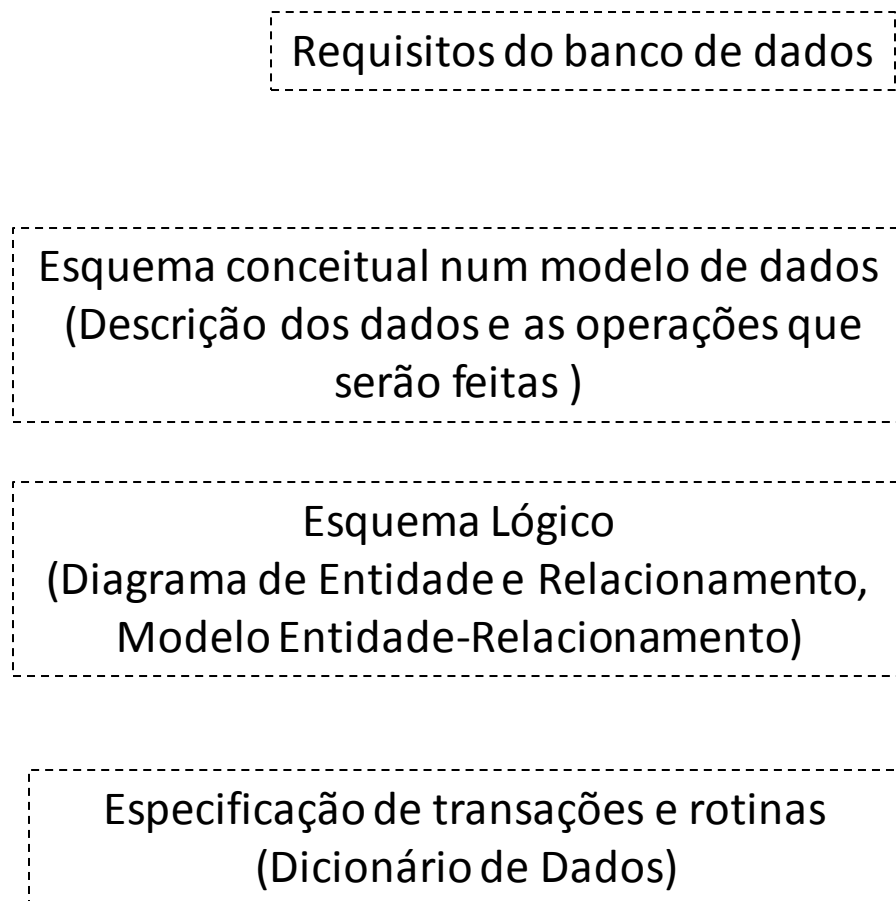 Requisitos do banco de dados
Esquema conceitual num modelo de dados
(Descrição dos dados e as operações que
serão feitas )
Esquema Lógico
(Diagrama de Entidade e Relacionamento,
Modelo Entidade-Relacionamento)
Especificação de transações e rotinas
(Dicionário de Dados)